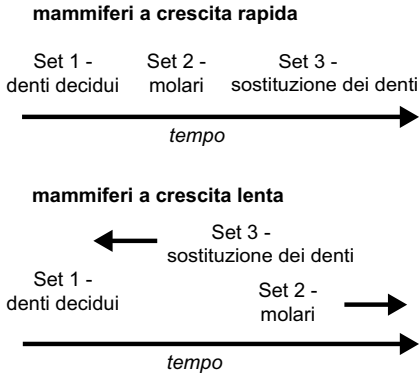 mammiferi a crescita rapida
Set 1 - Set 2 - Set 3 -
denti decidui molari sostituzione dei denti
tempo
mammiferi a crescita lenta
Set 3 -
sostituzione dei denti
Set 1 -
denti decidui
Set 2 -
molari
tempo